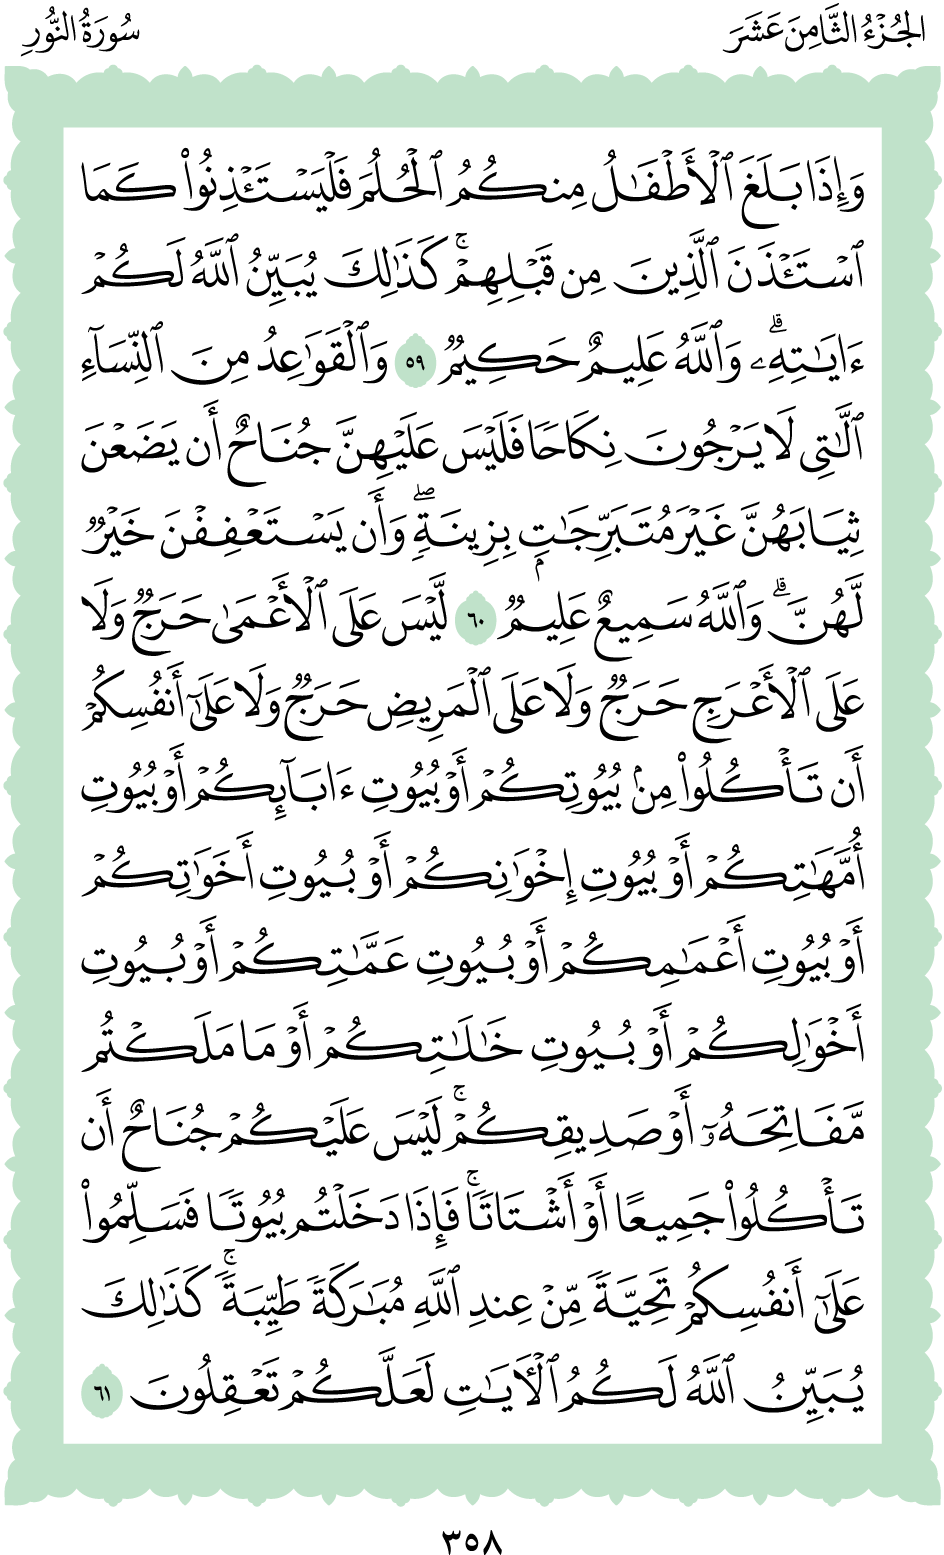 الجُزْءُ الثَّامِنَ عَشَرَ
سُورَةُ النُّورِ
وَإِذَا بَلَغَ ٱلۡأَطۡفَٰلُ مِنكُمُ ٱلۡحُلُمَ فَلۡيَسۡتَـٔۡذِنُواْ كَمَا
ٱسۡتَـٔۡذَنَ ٱلَّذِينَ مِن قَبۡلِهِمۡۚ كَذَٰلِكَ يُبَيِّنُ ٱللَّهُ لَكُمۡ
ءَايَٰتِهِۦۗ وَٱللَّهُ عَلِيمٌ حَكِيمٞ ٥٩ وَٱلۡقَوَٰعِدُ مِنَ ٱلنِّسَآءِ
ٱلَّٰتِي لَا يَرۡجُونَ نِكَاحٗا فَلَيۡسَ عَلَيۡهِنَّ جُنَاحٌ أَن يَضَعۡنَ
ثِيَابَهُنَّ غَيۡرَ مُتَبَرِّجَٰتِۭ بِزِينَةٖۖ وَأَن يَسۡتَعۡفِفۡنَ خَيۡرٞ
لَّهُنَّۗ وَٱللَّهُ سَمِيعٌ عَلِيمٞ ٦٠ لَّيۡسَ عَلَى ٱلۡأَعۡمَىٰ حَرَجٞ وَلَا
عَلَى ٱلۡأَعۡرَجِ حَرَجٞ وَلَا عَلَى ٱلۡمَرِيضِ حَرَجٞ وَلَا عَلَىٰٓ أَنفُسِكُمۡ
أَن تَأۡكُلُواْ مِنۢ بُيُوتِكُمۡ أَوۡ بُيُوتِ ءَابَآئِكُمۡ أَوۡ بُيُوتِ
أُمَّهَٰتِكُمۡ أَوۡ بُيُوتِ إِخۡوَٰنِكُمۡ أَوۡ بُيُوتِ أَخَوَٰتِكُمۡ
أَوۡ بُيُوتِ أَعۡمَٰمِكُمۡ أَوۡ بُيُوتِ عَمَّٰتِكُمۡ أَوۡ بُيُوتِ
أَخۡوَٰلِكُمۡ أَوۡ بُيُوتِ خَٰلَٰتِكُمۡ أَوۡ مَا مَلَكۡتُم
مَّفَاتِحَهُۥٓ أَوۡ صَدِيقِكُمۡۚ لَيۡسَ عَلَيۡكُمۡ جُنَاحٌ أَن
تَأۡكُلُواْ جَمِيعًا أَوۡ أَشۡتَاتٗاۚ فَإِذَا دَخَلۡتُم بُيُوتٗا فَسَلِّمُواْ
عَلَىٰٓ أَنفُسِكُمۡ تَحِيَّةٗ مِّنۡ عِندِ ٱللَّهِ مُبَٰرَكَةٗ طَيِّبَةٗۚ كَذَٰلِكَ
يُبَيِّنُ ٱللَّهُ لَكُمُ ٱلۡأٓيَٰتِ لَعَلَّكُمۡ تَعۡقِلُونَ ٦١
٣٥٨